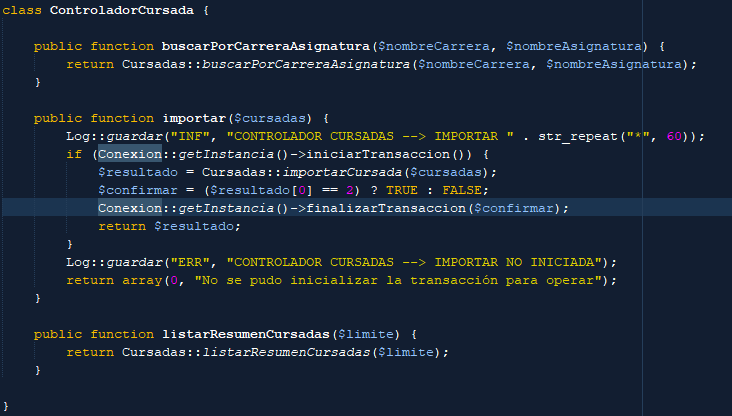 class ControladorCursada {
public function buscarPorCarreraAsignatura($nombreCarrera, $nombreAsignatura) {
return Cursadas::buscarPorCarreraAsignatura($nombreCarrera, $nombreAsignatura);
}
public function importar($cursadas) {
Log::guardar("INF", "CONTROLADOR CURSADAS --> IMPORTAR " . str_repeat("*", 60));
if (Conexion::getInstancia()->iniciarTransaccion()) {
$resultado = Cursadas::importarCursada($cursadas);
$confirmar = ($resultado[0] == 2) ? TRUE : FALSE;
Conexion::getInstancia()->finalizarTransaccion($confirmar);
return $resultado;
}
Log::guardar("ERR", "CONTROLADOR CURSADAS --> IMPORTAR NO INICIADA");
return array(0, "No se pudo inicializar la transacción para operar");
}
public function listarResumenCursadas($limite) {
return Cursadas::listarResumenCursadas($limite);
}
}